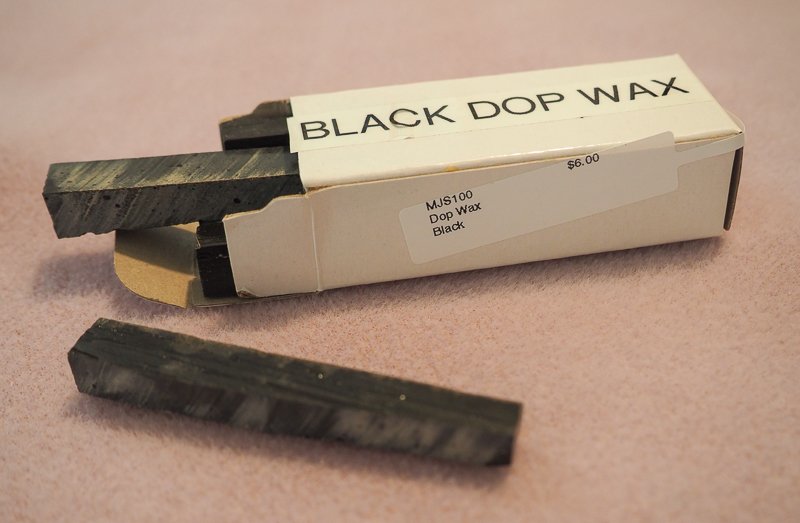 BLACK DOP WAX
$6.00
MJS100
Dop Wax
Black